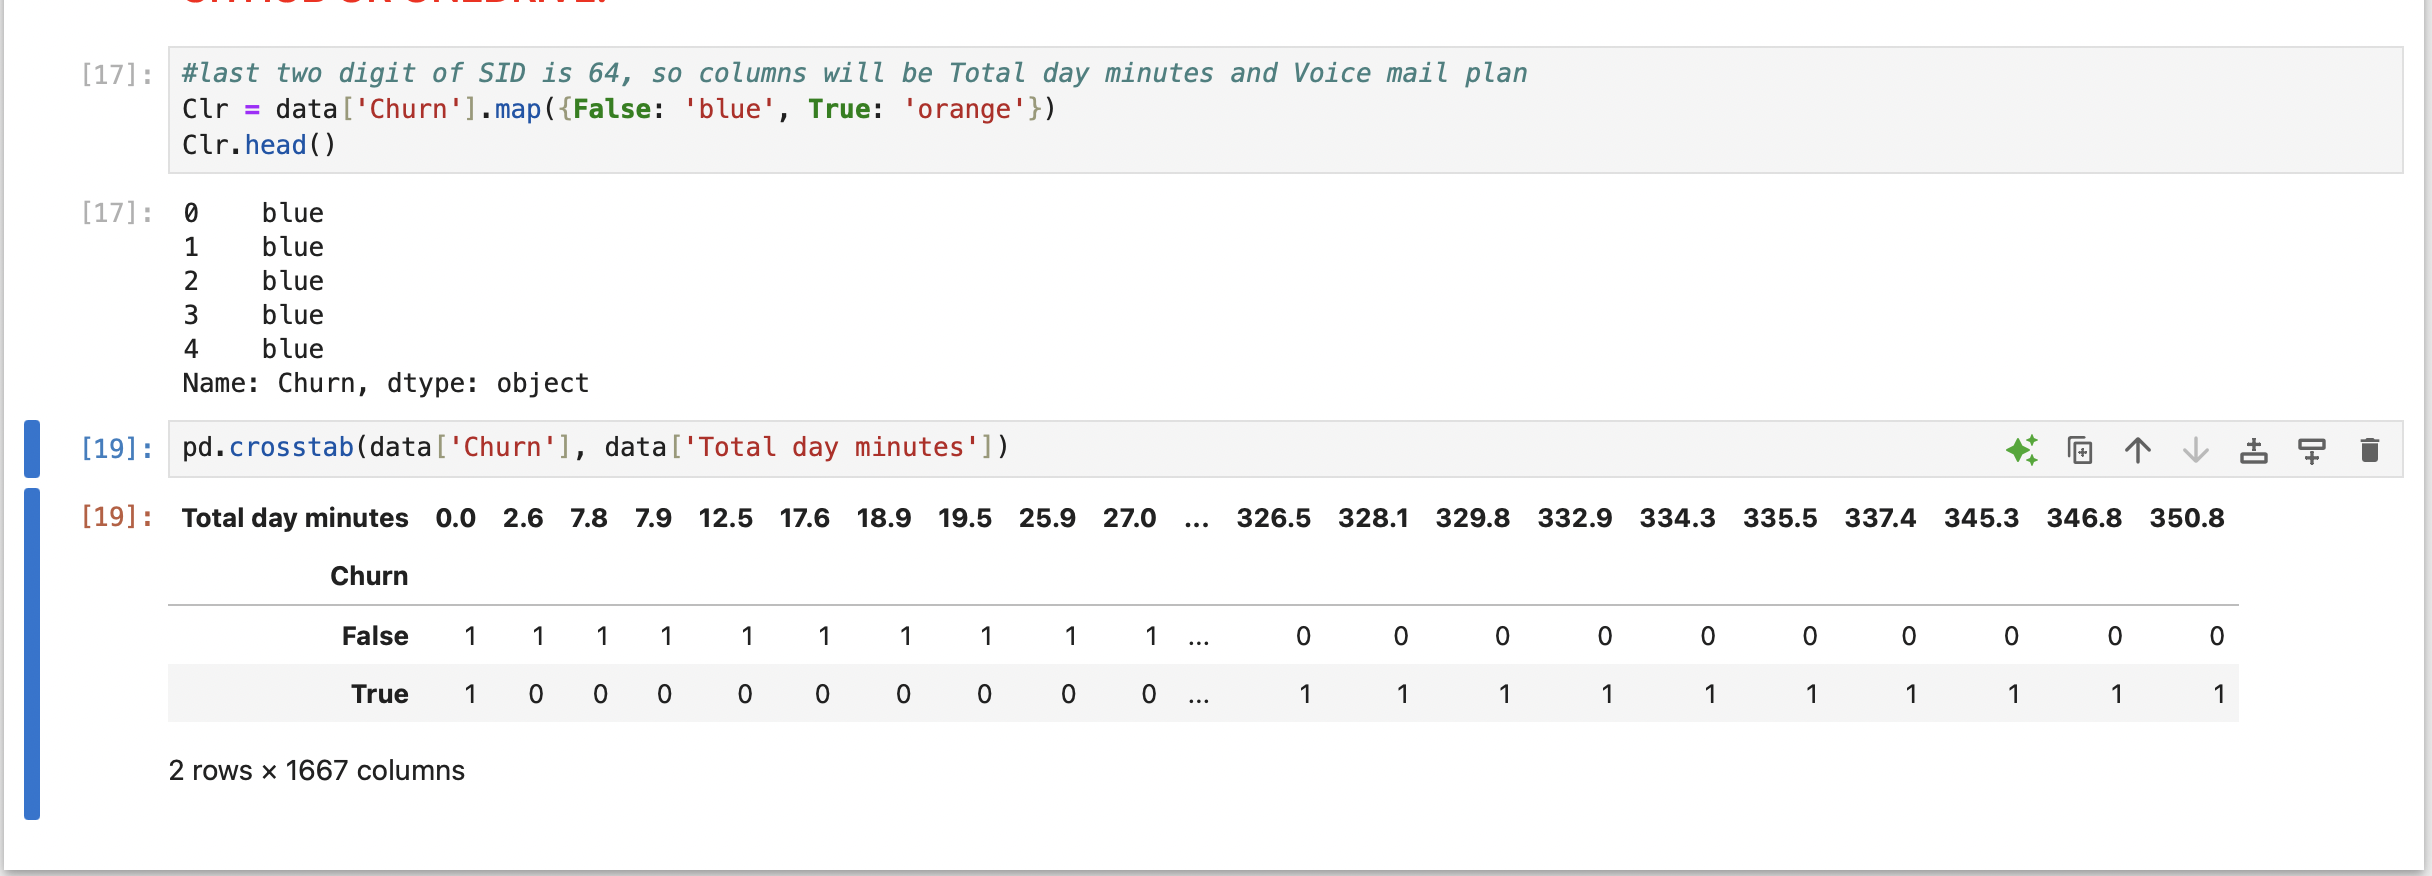 [17]: #last two digit of SID is 64, so columns will be Total day minutes and Voice mail plan
Clr = data['Churn'].map({False: 'blue', True: 'orange'})
Clr.head()
[17]: 0 blue
1 blue
2 blue
3 blue
4 blue
Name: Churn, dtype: object
[19]: pd.crosstab(data['Churn'], data['Total day minutes'])
[19]: Total day minutes 0.0 2.6 7.8 7.9 12.5 17.6 18.9 19.5 25.9 27.0 ... 326.5 328.1 329.8 332.9 334.3 335.5 337.4 345.3 346.8 350.8
Churn
False 1 1 1 1 1 1 1 1 1 1 ... 0 0 0 0 0 0 0 0 0 0
True 1 0 0 0 0 0 0 0 0 0 ... 1 1 1 1 1 1 1 1 1 1
2 rows × 1667 columns